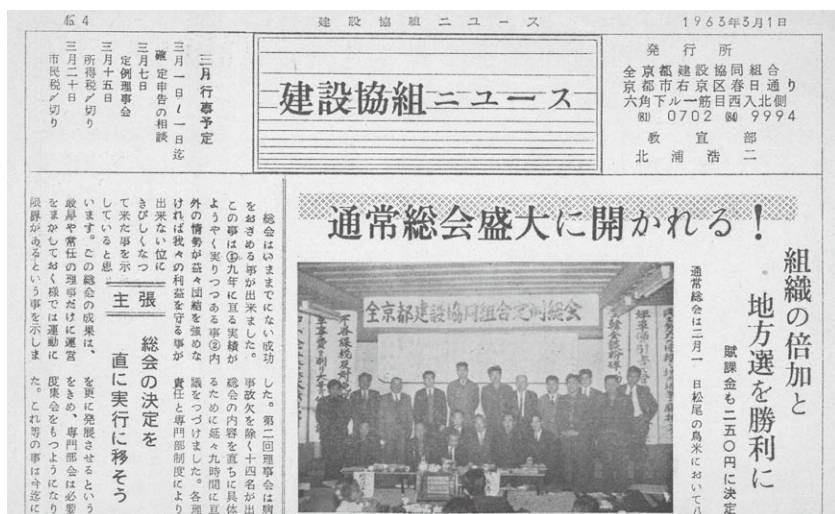 №4
建設協組ニュース
1963年3月1日
三月行事予定
三月一日〜一日迄
確定申告の相談
三月七日
定例理事会
三月十五日
所得税〆切り
三月二十日
市民税〆切り
建設協組ニュース
発行所
全京都建設協同組合
京都市右京区春日通り
六角下ル一筋目西入北側
(81) 0702 (84) 9994
教宣部
北浦浩二
通常総会盛大に開かれる!
組織の倍加と
地方選を勝利に
賦課金も二五〇円に決定
通常総会は二月一 日松尾の鳥米において八
全京都建設協同組合定例総会
総会はいままでにない成功
をおさめる事が出来ました。
この事は①九年に亘る実績が
ようやく実りつつある事②内
外の情勢が益々団結を強めな
ければ我々の利益を守る事が
出来ない位に
きびしくなつ
て来た事を示
していると思
います。この総会の成果は、
最早や常任の理事だけに運営
をまかしておく様では運動に
限界があるという事を示しま
主張
総会の決定を
直に実行に移そう
した。第二回理事会は病
事故欠を除く十四名が出
総会の内容を直ちに具体
るために延々九時間に亘
議をつづけました。各理
責任と専門部制度により
を更に発展させるという
をきめ、専門部会は必要
度集会をもつようになり
た。これ等の事は今迄に